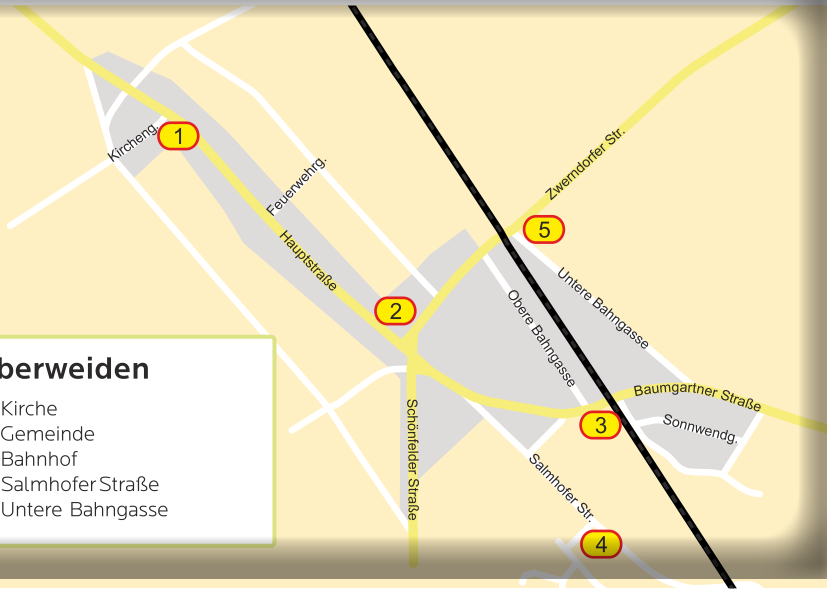 1
Kircheng.
Feuerwehrg.
Zwerndorfer Str.
5
Hauptstraße
Untere Bahngasse
Obere Bahngasse
2
berweiden
Kirche
Gemeinde
Bahnhof
Salmhofer Straße
Untere Bahngasse
Baumgartner Straße
Schönfelder Straße
3
Sonnwendg.
Salmhofer Str.
4